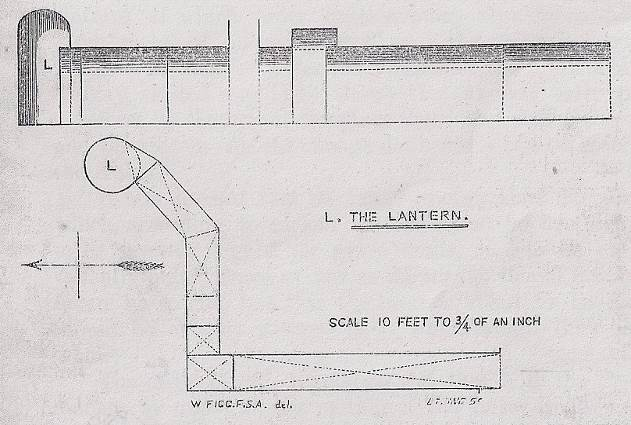 L
L
L. THE LANTERN.
SCALE 10 FEET TO 3/4 OF AN INCH
W FIGG. F.S.A. del.